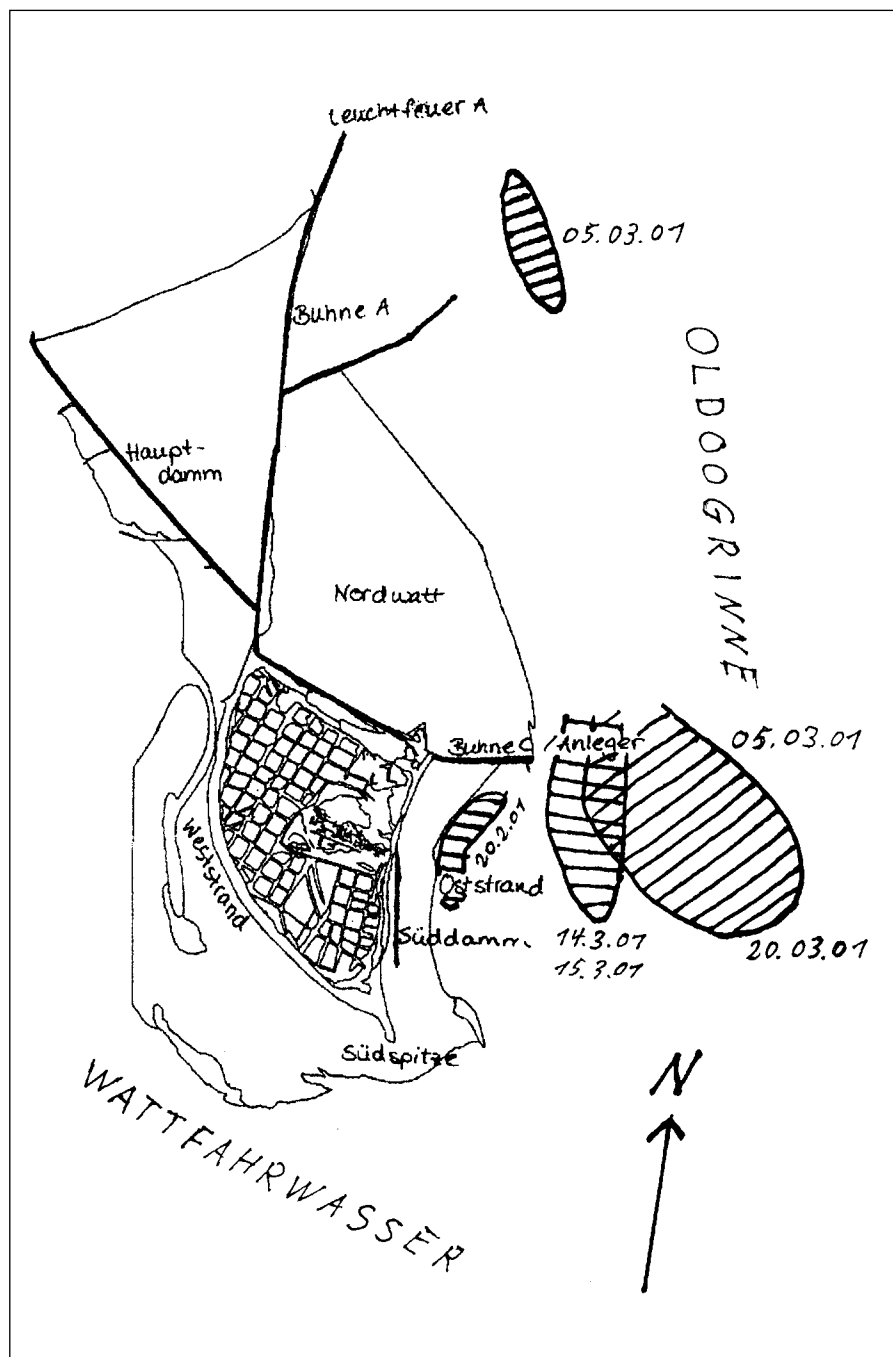 Leuchtfeuer A
05.03.01
Buhne A
OLDOOGRINNE
Haupt-
damm
Nordwatt
Buhne C
Anleger
05.03.01
20.2.01
Weststrand
Oststrand
Süddamm
14.3.01
15.3.01
20.03.01
Südspitze
WATTFAHRWASSER
N